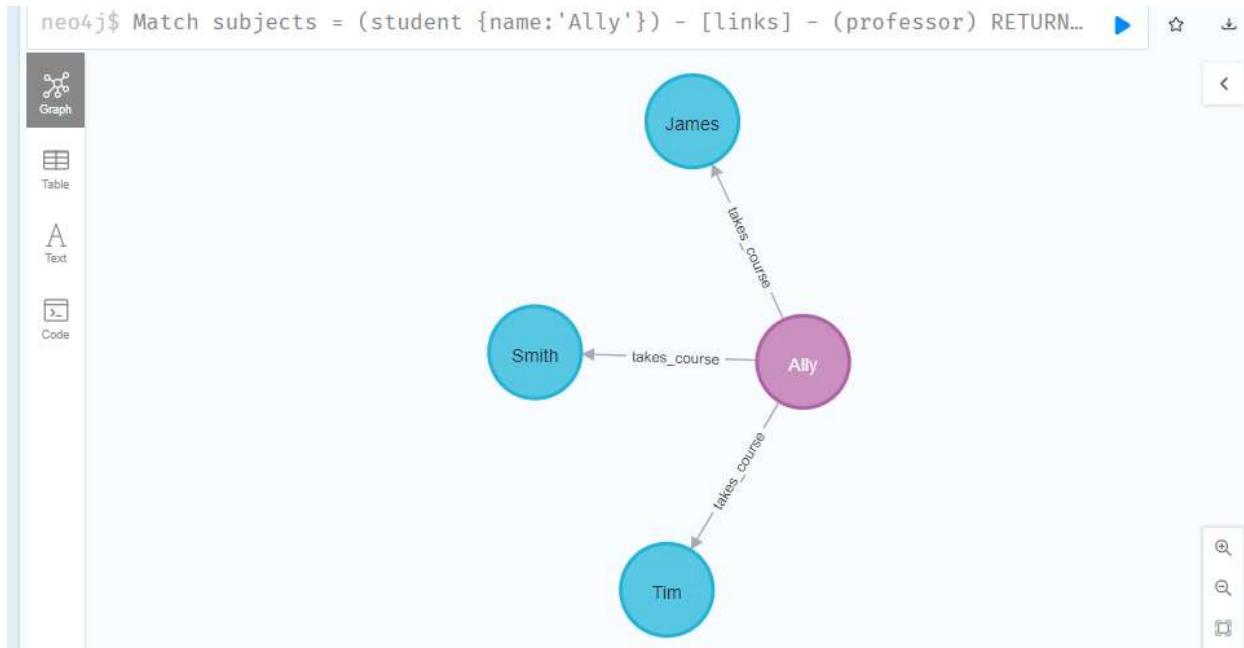 neo4j$ Match subjects = (student {name:'Ally'}) - [links] - (professor) RETURN…
Graph
Table
Text
Code
James
takes_course
Smith
takes_course
Ally
takes_course
Tim